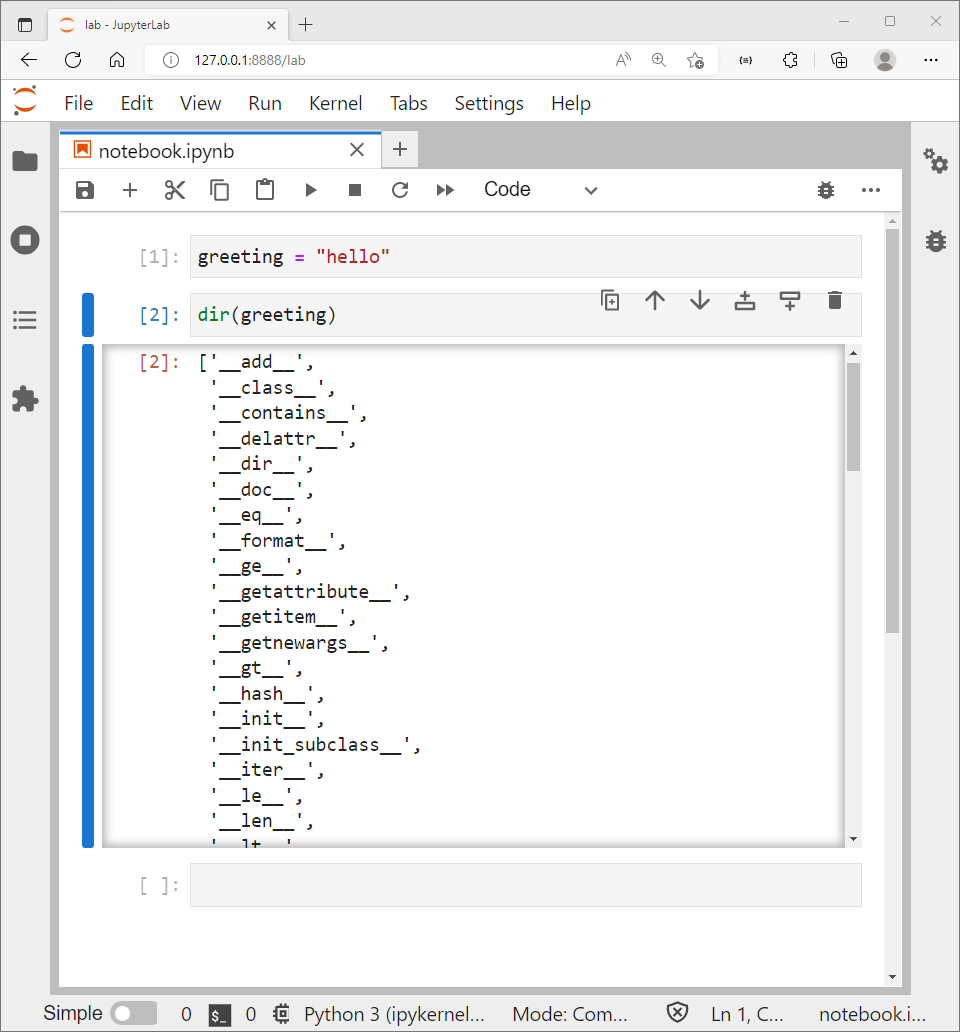 lab - JupyterLab
127.0.0.1:8888/lab
File Edit View Run Kernel Tabs Settings Help
notebook.ipynb
Code
[1]: greeting = "hello"
[2]: dir(greeting)
[2]: ['__add__',
'__class__',
'__contains__',
'__delattr__',
'__dir__',
'__doc__',
'__eq__',
'__format__',
'__ge__',
'__getattribute__',
'__getitem__',
'__getnewargs__',
'__gt__',
'__hash__',
'__init__',
'__init_subclass__',
'__iter__',
'__le__',
'__len__',
'__lt__',
[ ]:
Simple 0 $_ 0 Python 3 (ipykernel... Mode: Com... Ln 1, C... notebook.i...